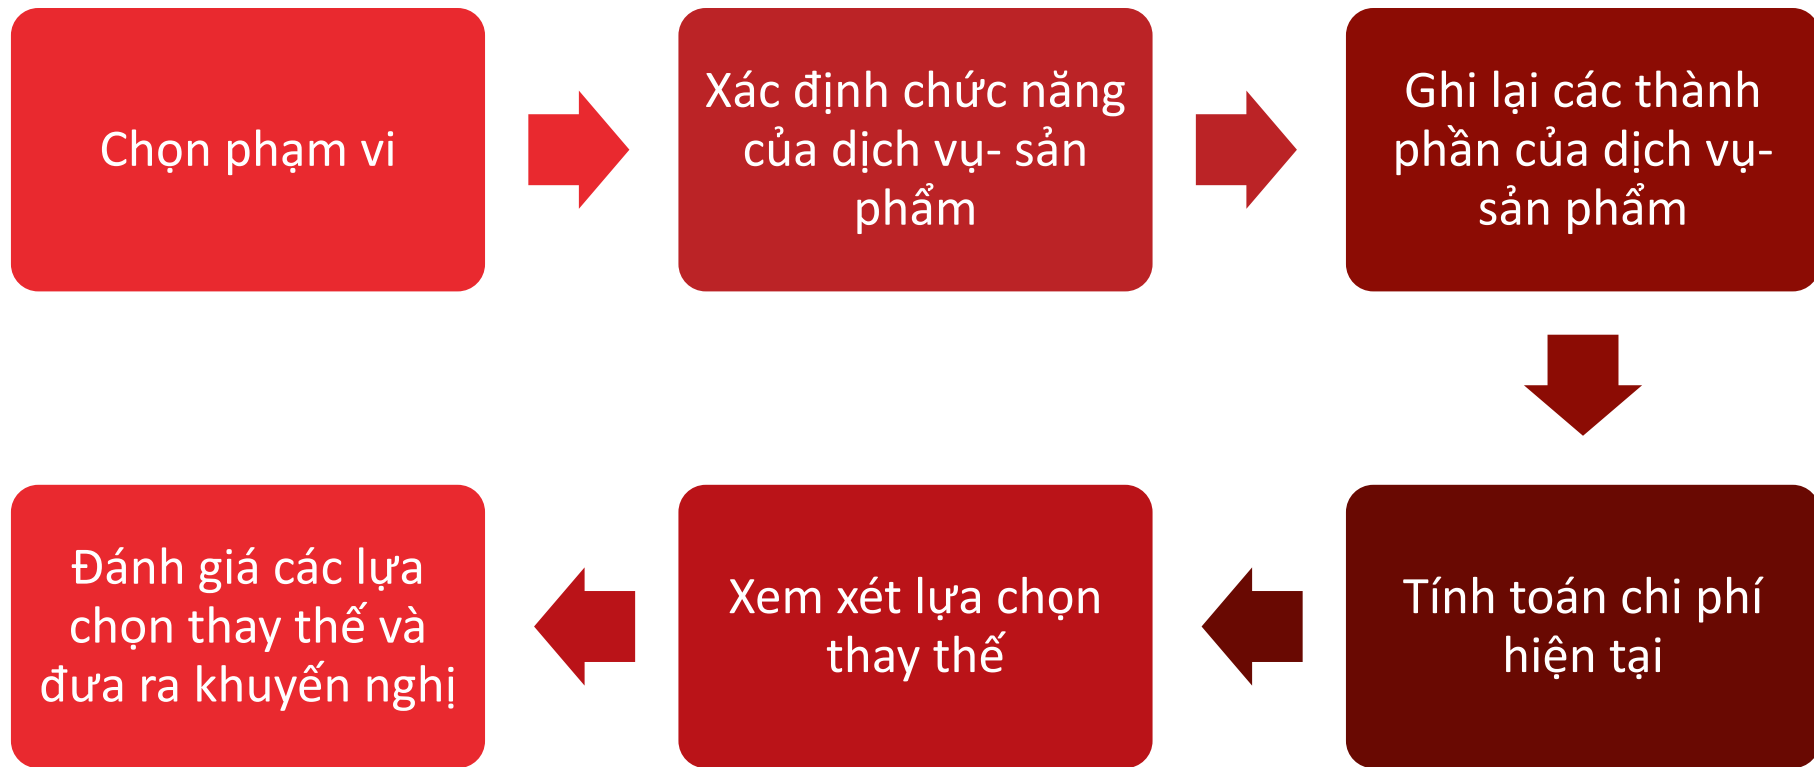 Chọn phạm vi
Xác định chức năng
của dịch vụ- sản
phẩm
Ghi lại các thành
phần của dịch vụ-
sản phẩm
Tính toán chi phí
hiện tại
Xem xét lựa chọn
thay thế
Đánh giá các lựa
chọn thay thế và
đưa ra khuyến nghị